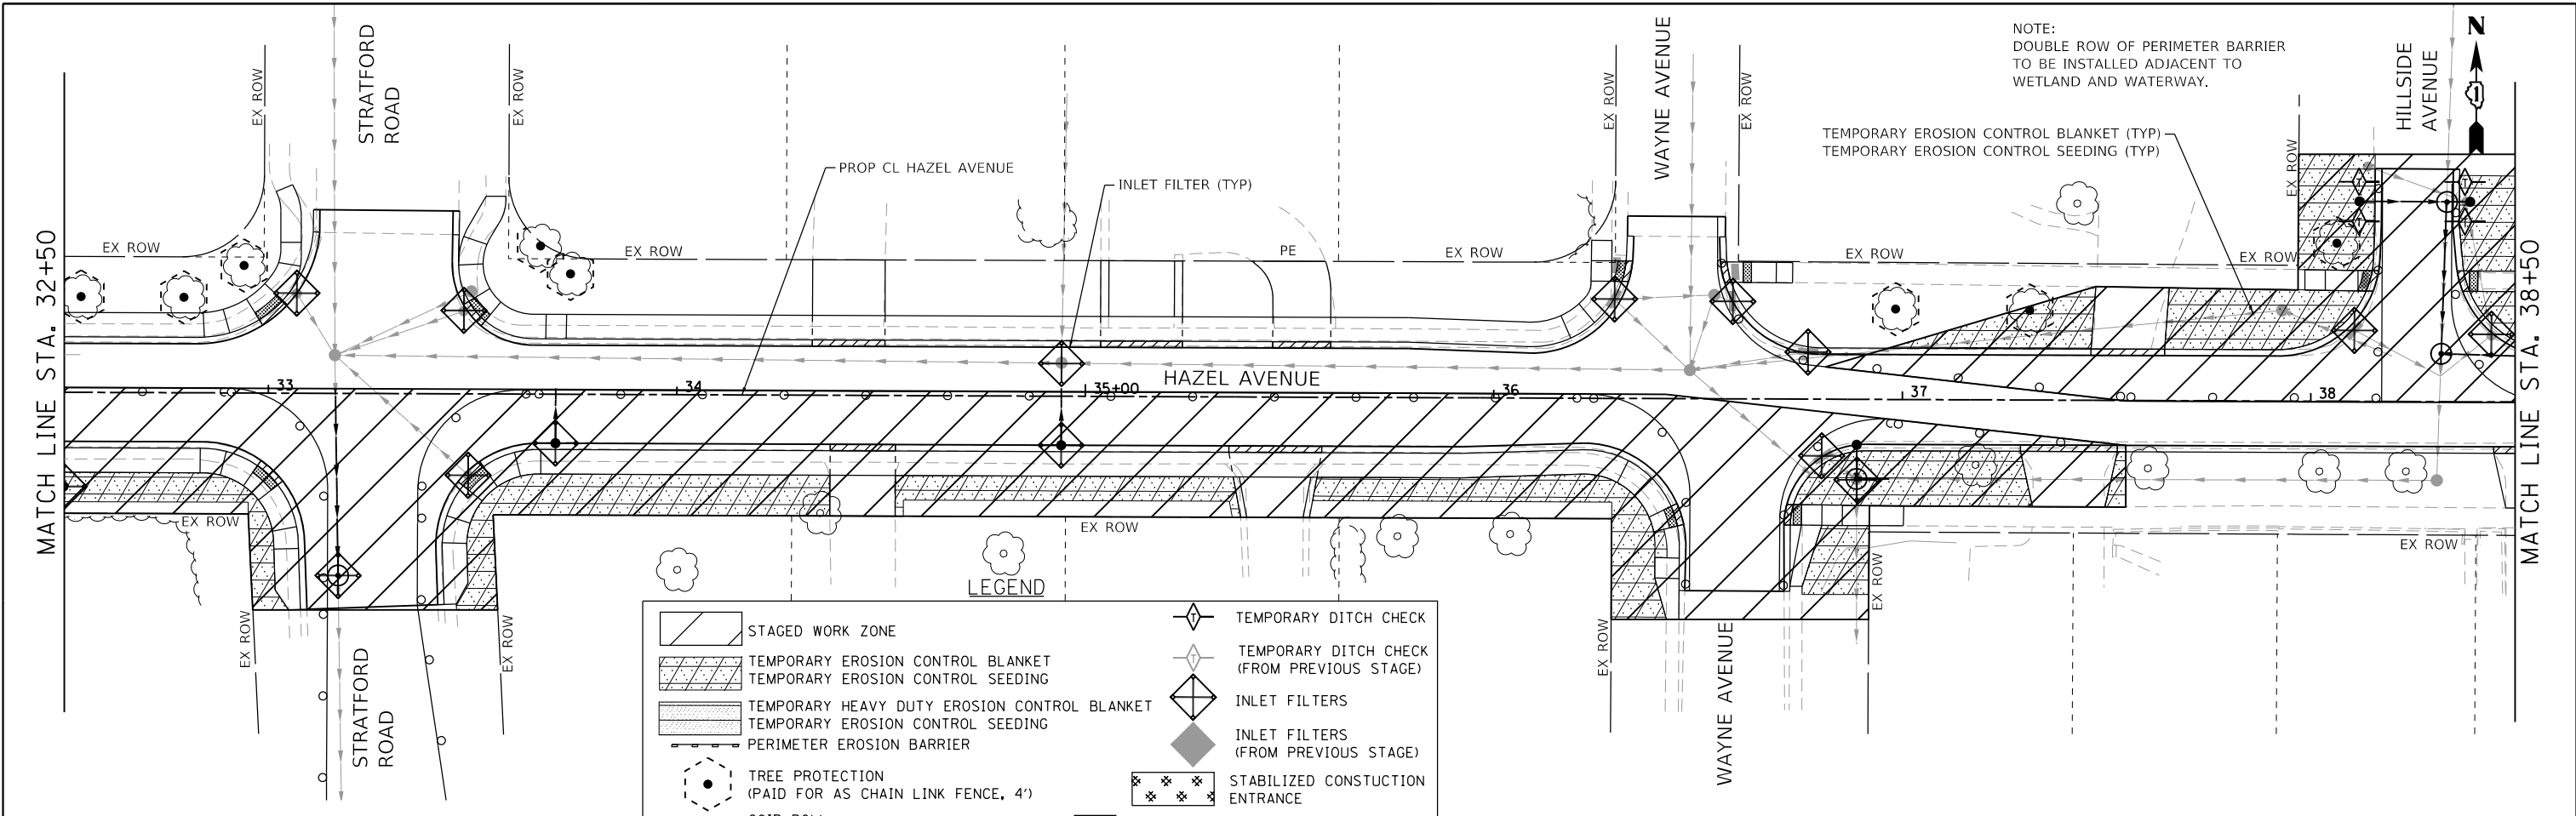 STRATFORD
ROAD
EX ROW
EX ROW
WAYNE AVENUE
EX ROW
EX ROW
NOTE:
DOUBLE ROW OF PERIMETER BARRIER
TO BE INSTALLED ADJACENT TO
WETLAND AND WATERWAY.
HILLSIDE
AVENUE
N
TEMPORARY EROSION CONTROL BLANKET (TYP)
TEMPORARY EROSION CONTROL SEEDING (TYP)
EX ROW
PROP CL HAZEL AVENUE
INLET FILTER (TYP)
MATCH LINE STA. 32+50
EX ROW
EX ROW
PE
EX ROW
EX ROW
EX ROW
MATCH LINE STA. 38+50
T
T
T
T
HAZEL AVENUE
33
34
35+00
36
37
38
EX ROW
EX ROW
EX ROW
EX ROW
EX ROW
EX ROW
EX ROW
STRATFORD
ROAD
WAYNE AVENUE
LEGEND
STAGED WORK ZONE
TEMPORARY EROSION CONTROL BLANKET
TEMPORARY EROSION CONTROL SEEDING
TEMPORARY HEAVY DUTY EROSION CONTROL BLANKET
TEMPORARY EROSION CONTROL SEEDING
PERIMETER EROSION BARRIER
TREE PROTECTION
(PAID FOR AS CHAIN LINK FENCE, 4')
T
TEMPORARY DITCH CHECK
T
TEMPORARY DITCH CHECK
(FROM PREVIOUS STAGE)
INLET FILTERS
INLET FILTERS
(FROM PREVIOUS STAGE)
STABILIZED CONSTUCTION
ENTRANCE